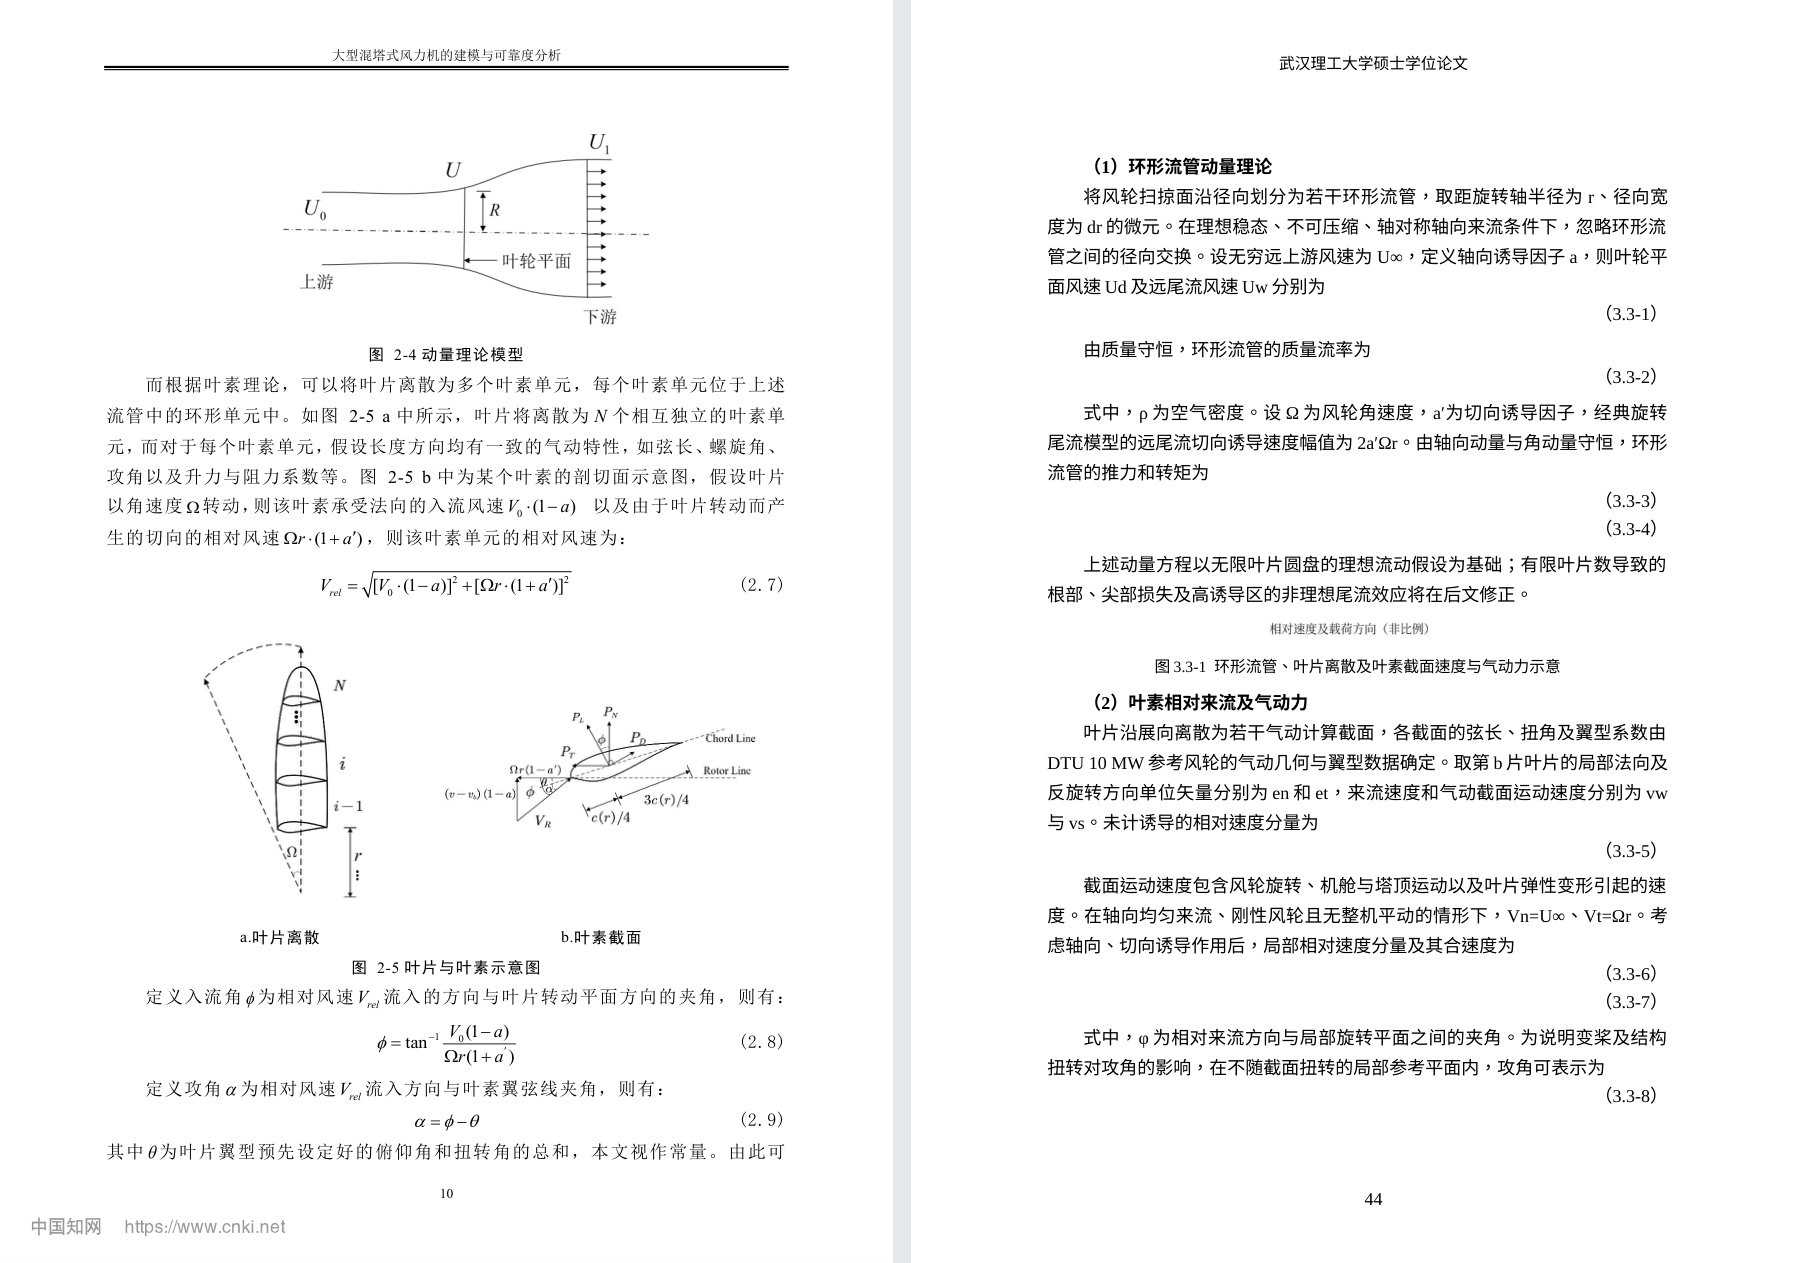 大型混塔式风力机的建模与可靠度分析
U₁
U
U₀
R
叶轮平面
上游
下游
图 2-4 动量理论模型
而根据叶素理论，可以将叶片离散为多个叶素单元，每个叶素单元位于上述
流管中的环形单元中。如图 2-5 a 中所示，叶片将离散为 N 个相互独立的叶素单
元，而对于每个叶素单元，假设长度方向均有一致的气动特性，如弦长、螺旋角、
攻角以及升力与阻力系数等。图 2-5 b 中为某个叶素的剖切面示意图，假设叶片
以角速度 Ω 转动，则该叶素承受法向的入流风速 V₀·(1−a) 以及由于叶片转动而产
生的切向的相对风速 Ωr·(1+a′)，则该叶素单元的相对风速为：
V_rel = √([V₀·(1−a)]² + [Ωr·(1+a′)]²) （2.7）
N
i
i−1
Ω
r
P_L
P_N
ϕ
P_D
P_T
Chord Line
Ωr(1−a′)
Rotor Line
θ
(v−v_b)(1−a)
ϕ
α
3c(r)/4
c(r)/4
V_R
a.叶片离散 b.叶素截面
图 2-5 叶片与叶素示意图
定义入流角 ϕ 为相对风速 V_rel 流入的方向与叶片转动平面方向的夹角，则有：
ϕ = tan⁻¹ V₀(1−a) / Ωr(1+a′) （2.8）
定义攻角 α 为相对风速 V_rel 流入方向与叶素翼弦线夹角，则有：
α = ϕ−θ （2.9）
其中 θ 为叶片翼型预先设定好的俯仰角和扭转角的总和，本文视作常量。由此可
10
中国知网 https://www.cnki.net
武汉理工大学硕士学位论文
（1）环形流管动量理论
将风轮扫掠面沿径向划分为若干环形流管，取距旋转轴半径为 r、径向宽
度为 dr 的微元。在理想稳态、不可压缩、轴对称轴向来流条件下，忽略环形流
管之间的径向交换。设无穷远上游风速为 U∞，定义轴向诱导因子 a，则叶轮平
面风速 Ud 及远尾流风速 Uw 分别为
（3.3-1）
由质量守恒，环形流管的质量流率为
（3.3-2）
式中，ρ 为空气密度。设 Ω 为风轮角速度，a′为切向诱导因子，经典旋转
尾流模型的远尾流切向诱导速度幅值为 2a′Ωr。由轴向动量与角动量守恒，环形
流管的推力和转矩为
（3.3-3）
（3.3-4）
上述动量方程以无限叶片圆盘的理想流动假设为基础；有限叶片数导致的
根部、尖部损失及高诱导区的非理想尾流效应将在后文修正。
相对速度及载荷方向（非比例）
图 3.3-1 环形流管、叶片离散及叶素截面速度与气动力示意
（2）叶素相对来流及气动力
叶片沿展向离散为若干气动计算截面，各截面的弦长、扭角及翼型系数由
DTU 10 MW 参考风轮的气动几何与翼型数据确定。取第 b 片叶片的局部法向及
反旋转方向单位矢量分别为 en 和 et，来流速度和气动截面运动速度分别为 vw
与 vs。未计诱导的相对速度分量为
（3.3-5）
截面运动速度包含风轮旋转、机舱与塔顶运动以及叶片弹性变形引起的速
度。在轴向均匀来流、刚性风轮且无整机平动的情形下，Vn=U∞、Vt=Ωr。考
虑轴向、切向诱导作用后，局部相对速度分量及其合速度为
（3.3-6）
（3.3-7）
式中，φ 为相对来流方向与局部旋转平面之间的夹角。为说明变桨及结构
扭转对攻角的影响，在不随截面扭转的局部参考平面内，攻角可表示为
（3.3-8）
44